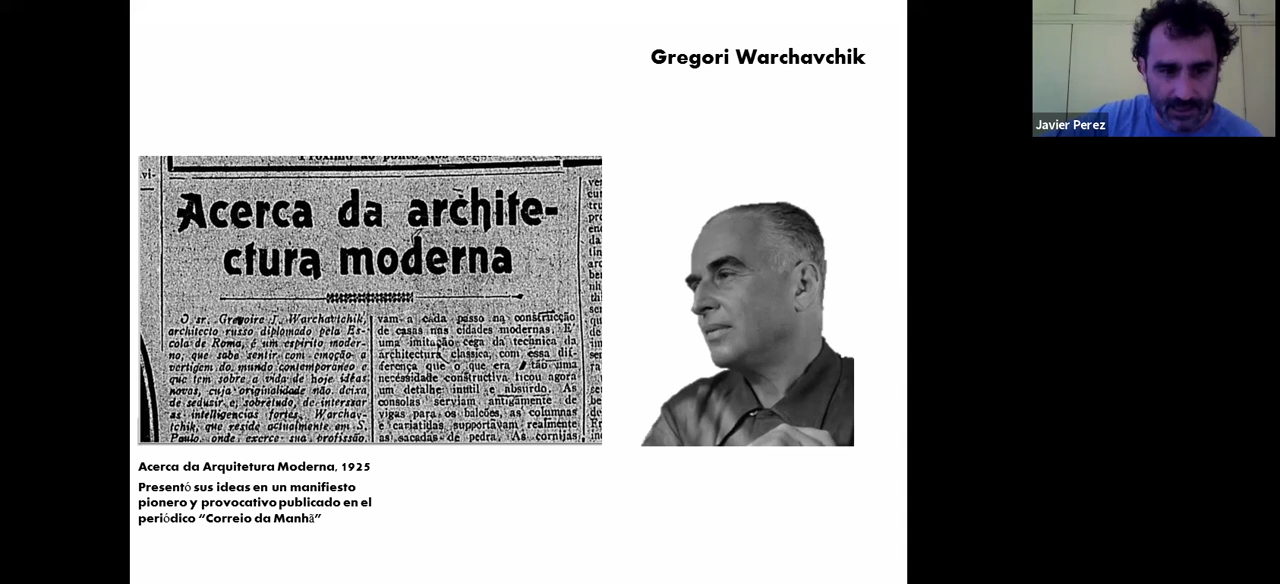 Gregori Warchavchik
Javier Perez
Acerca da archite-
ctura moderna
O sr. Gregoire I. Warchavtchik,
architecto russo diplomado pela Es-
cola de Roma, é um espirito moder-
no, que sabe sentir com emoção a
vertigem do mundo contemporaneo e
que tem sobre a vida de hoje idéas
novas, cuja originalidade não deixa
de seduzir e, sobretudo, de interessar
as intelligencias fortes. Warchav-
tchik, que reside actualmente em S.
Paulo, onde exerce sua profissão,
vam a cada passo na construcção
de casas nas cidades modernas. E'
uma imitação cega da technica da
architectura classica, com essa dif-
ferença que o que era tão uma
necessidade constructiva ficou agora
um detalhe inutil e absurdo. As
consolas serviam antigamente de
vigas para os balcões, as columnas
e cariatidas supportavam realmente
as sacadas de pedra. As cornijas
Acerca da Arquitetura Moderna, 1925
Presentó sus ideas en un manifiesto
pionero y provocativo publicado en el
periódico “Correio da Manhã”